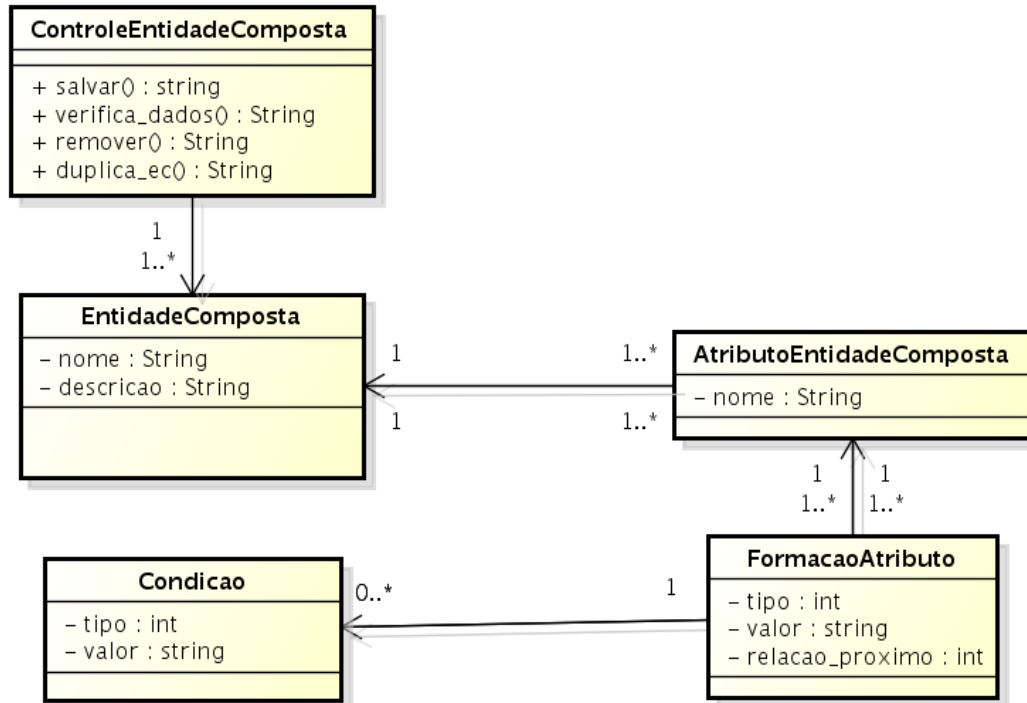 ControleEntidadeComposta
+ salvar() : string
+ verifica_dados() : String
+ remover() : String
+ duplica_ec() : String
1
1..*
EntidadeComposta
- nome : String
- descricao : String
1
1..*
1
1..*
AtributoEntidadeComposta
- nome : String
1
1
1..*
1..*
FormacaoAtributo
- tipo : int
- valor : string
- relacao_proximo : int
0..*
1
Condicao
- tipo : int
- valor : string